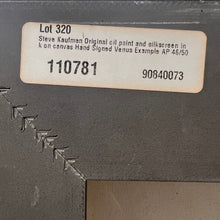 Lot 320
Steve Kaufman Original oil paint and silkscreen in
k on canvas Hand Signed Venus Example AP 46/50
110781
90840073